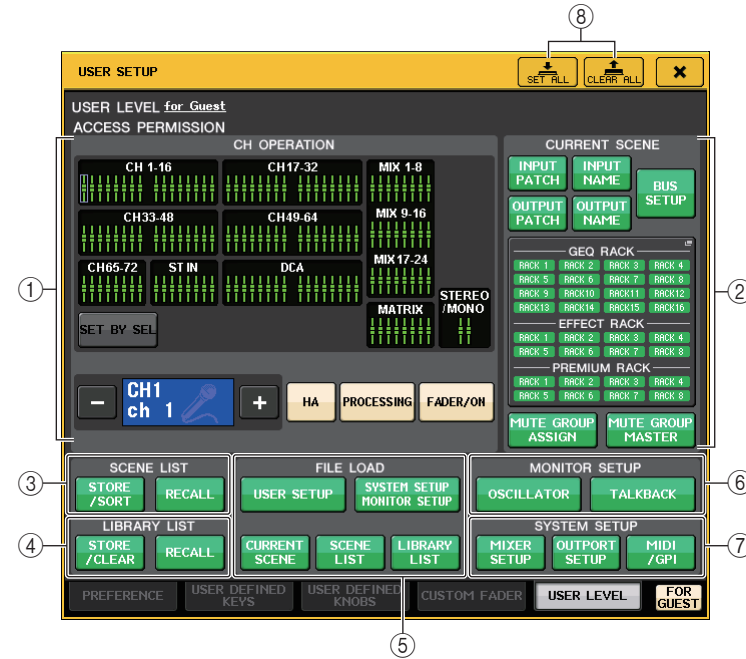 ⑧
USER SETUP
SET ALL
CLEAR ALL
USER LEVEL for Guest
ACCESS PERMISSION
①
CH OPERATION
CH 1-16
CH17-32
MIX 1-8
CH33-48
CH49-64
MIX 9-16
CH65-72
ST IN
DCA
MIX17-24
MATRIX
STEREO
/MONO
SET BY SEL
CH1
ch 1
HA
PROCESSING
FADER/ON
②
CURRENT SCENE
INPUT
PATCH
INPUT
NAME
BUS
SETUP
OUTPUT
PATCH
OUTPUT
NAME
GEQ RACK
RACK 1 RACK 2 RACK 3 RACK 4
RACK 5 RACK 6 RACK 7 RACK 8
RACK 9 RACK10 RACK11 RACK12
RACK13 RACK14 RACK15 RACK16
EFFECT RACK
RACK 1 RACK 2 RACK 3 RACK 4
RACK 5 RACK 6 RACK 7 RACK 8
PREMIUM RACK
RACK 1 RACK 2 RACK 3 RACK 4
RACK 5 RACK 6 RACK 7 RACK 8
MUTE GROUP
ASSIGN
MUTE GROUP
MASTER
③
SCENE LIST
STORE
/SORT
RECALL
④
LIBRARY LIST
STORE
/CLEAR
RECALL
FILE LOAD
USER SETUP
SYSTEM SETUP
MONITOR SETUP
CURRENT
SCENE
SCENE
LIST
LIBRARY
LIST
⑤
⑥
MONITOR SETUP
OSCILLATOR
TALKBACK
⑦
SYSTEM SETUP
MIXER
SETUP
OUTPORT
SETUP
MIDI
/GPI
PREFERENCE
USER DEFINED
KEYS
USER DEFINED
KNOBS
CUSTOM FADER
USER LEVEL
FOR
GUEST